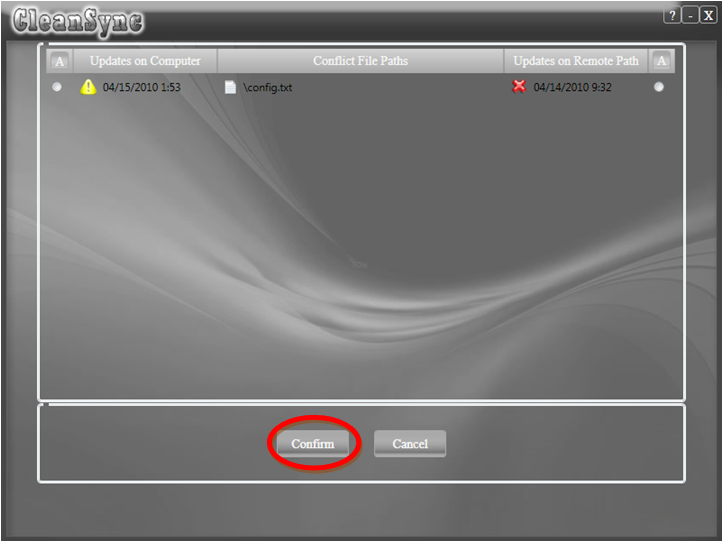 CleanSync
? - X
A Updates on Computer Conflict File Paths Updates on Remote Path A
04/15/2010 1:53 \config.txt 04/14/2010 9:32
Confirm Cancel